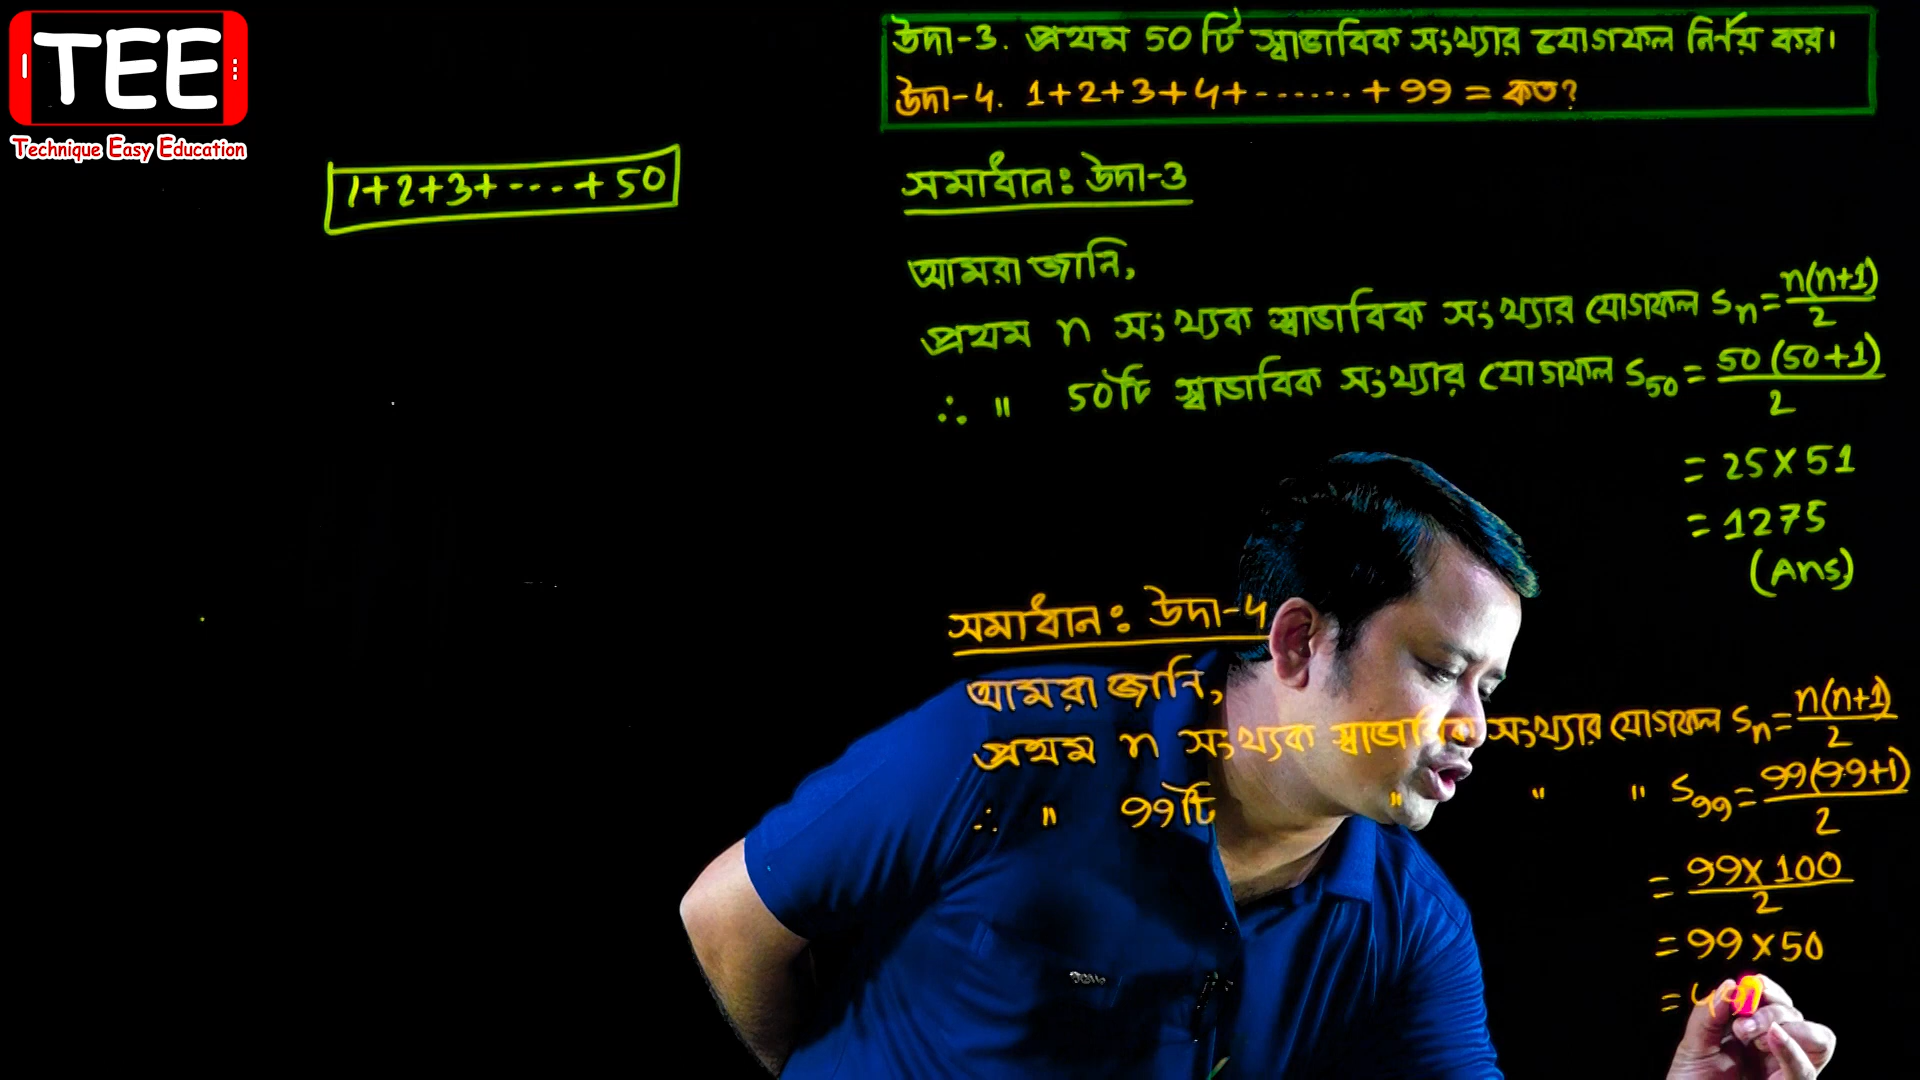 TEE
Technique Easy Education
উদা-3. প্রথম 50 টি স্বাভাবিক সংখ্যার যোগফল নির্ণয় কর।
উদা-4. 1+2+3+4+......+99 = কত?
1+2+3+...+50
সমাধান: উদা-3
আমরা জানি,
প্রথম n সংখ্যক স্বাভাবিক সংখ্যার যোগফল Sn = n(n+1)/2
∴ " 50টি স্বাভাবিক সংখ্যার যোগফল S50 = 50(50+1)/2
= 25×51
= 1275
(Ans)
সমাধান: উদা-4
আমরা জানি,
প্রথম n সংখ্যক স্বাভাবিক সংখ্যার যোগফল Sn = n(n+1)/2
∴ " 99টি " " " S99 = 99(99+1)/2
= 99×100/2
= 99×50
= 49